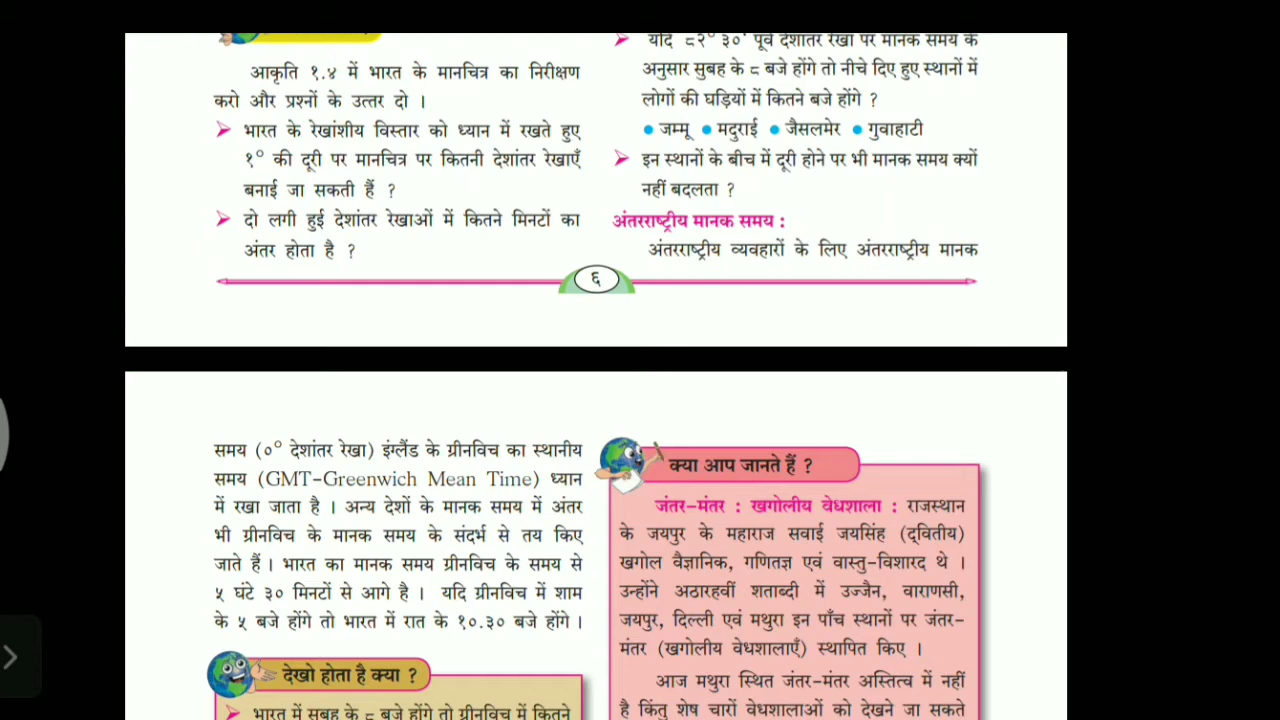 आकृति १.४ में भारत के मानचित्र का निरीक्षण
करो और प्रश्नों के उत्तर दो ।
भारत के रेखांशीय विस्तार को ध्यान में रखते हुए
१° की दूरी पर मानचित्र पर कितनी देशांतर रेखाएँ
बनाई जा सकती हैं ?
दो लगी हुई देशांतर रेखाओं में कितने मिनटों का
अंतर होता है ?
यदि ८२° ३०' पूर्व देशांतर रेखा पर मानक समय के
अनुसार सुबह के ८ बजे होंगे तो नीचे दिए हुए स्थानों में
लोगों की घड़ियों में कितने बजे होंगे ?
● जम्मू ● मदुराई ● जैसलमेर ● गुवाहाटी
इन स्थानों के बीच में दूरी होने पर भी मानक समय क्यों
नहीं बदलता ?
अंतरराष्ट्रीय मानक समय :
अंतरराष्ट्रीय व्यवहारों के लिए अंतरराष्ट्रीय मानक
६
समय (०° देशांतर रेखा) इंग्लैंड के ग्रीनविच का स्थानीय
समय (GMT-Greenwich Mean Time) ध्यान
में रखा जाता है । अन्य देशों के मानक समय में अंतर
भी ग्रीनविच के मानक समय के संदर्भ से तय किए
जाते हैं । भारत का मानक समय ग्रीनविच के समय से
५ घंटे ३० मिनटों से आगे है । यदि ग्रीनविच में शाम
के ५ बजे होंगे तो भारत में रात के १०.३० बजे होंगे ।
देखो होता है क्या ?
भारत में सुबह के ८ बजे होंगे तो ग्रीनविच में कितने
क्या आप जानते हैं ?
जंतर-मंतर : खगोलीय वेधशाला : राजस्थान
के जयपुर के महाराज सवाई जयसिंह (द्‌वितीय)
खगोल वैज्ञानिक, गणितज्ञ एवं वास्तु-विशारद थे ।
उन्होंने अठारहवीं शताब्दी में उज्जैन, वाराणसी,
जयपुर, दिल्ली एवं मथुरा इन पाँच स्थानों पर जंतर-
मंतर (खगोलीय वेधशालाएँ) स्थापित किए ।
आज मथुरा स्थित जंतर-मंतर अस्तित्व में नहीं
है किंतु शेष चारों वेधशालाओं को देखने जा सकते